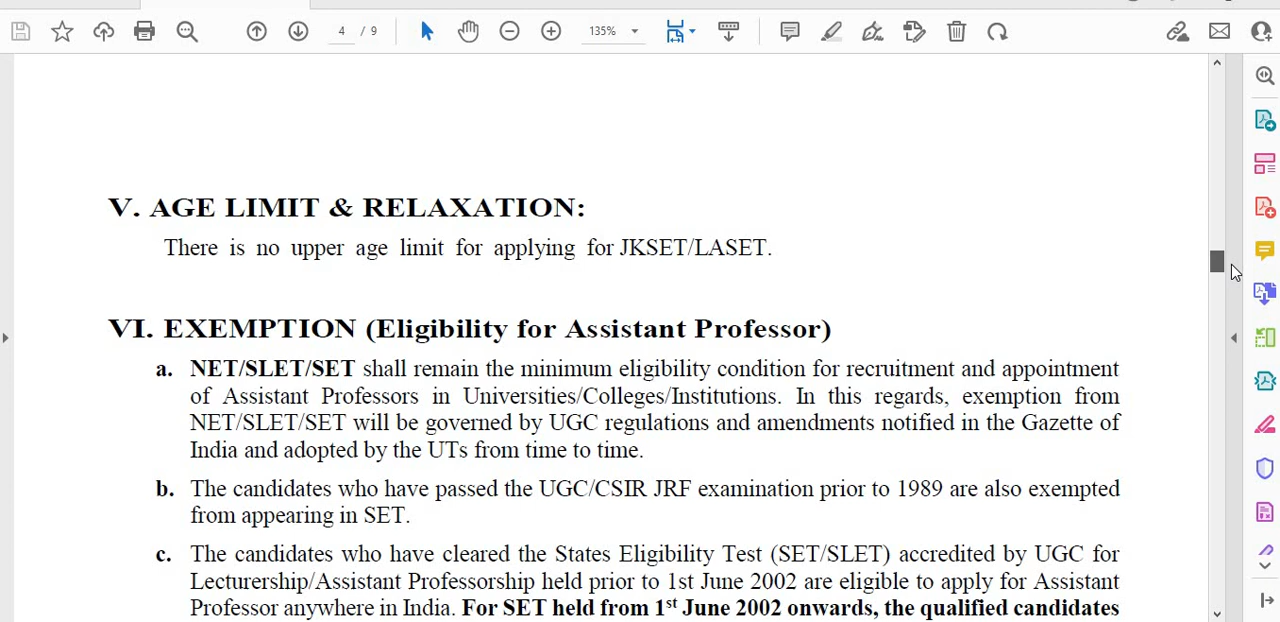 4 / 9
135%
V. AGE LIMIT & RELAXATION:
There is no upper age limit for applying for JKSET/LASET.
VI. EXEMPTION (Eligibility for Assistant Professor)
a. NET/SLET/SET shall remain the minimum eligibility condition for recruitment and appointment
of Assistant Professors in Universities/Colleges/Institutions. In this regards, exemption from
NET/SLET/SET will be governed by UGC regulations and amendments notified in the Gazette of
India and adopted by the UTs from time to time.
b. The candidates who have passed the UGC/CSIR JRF examination prior to 1989 are also exempted
from appearing in SET.
c. The candidates who have cleared the States Eligibility Test (SET/SLET) accredited by UGC for
Lecturership/Assistant Professorship held prior to 1st June 2002 are eligible to apply for Assistant
Professor anywhere in India. For SET held from 1st June 2002 onwards, the qualified candidates